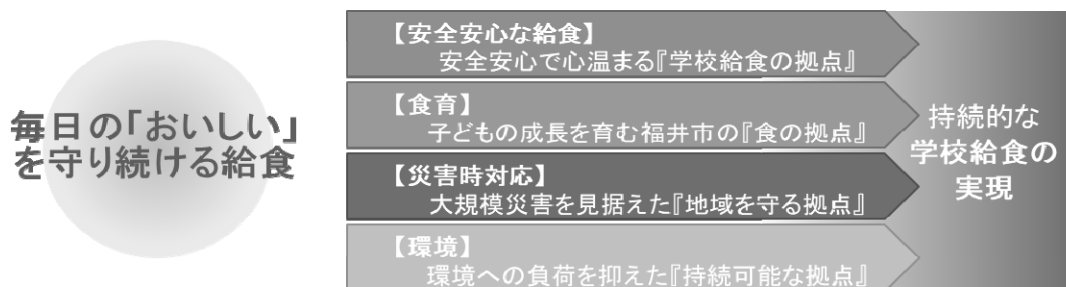 毎日の「おいしい」
を守り続ける給食
【安全安心な給食】
安全安心で心温まる『学校給食の拠点』
【食育】
子どもの成長を育む福井市の『食の拠点』
【災害時対応】
大規模災害を見据えた『地域を守る拠点』
【環境】
環境への負荷を抑えた『持続可能な拠点』
持続的な
学校給食の
実現